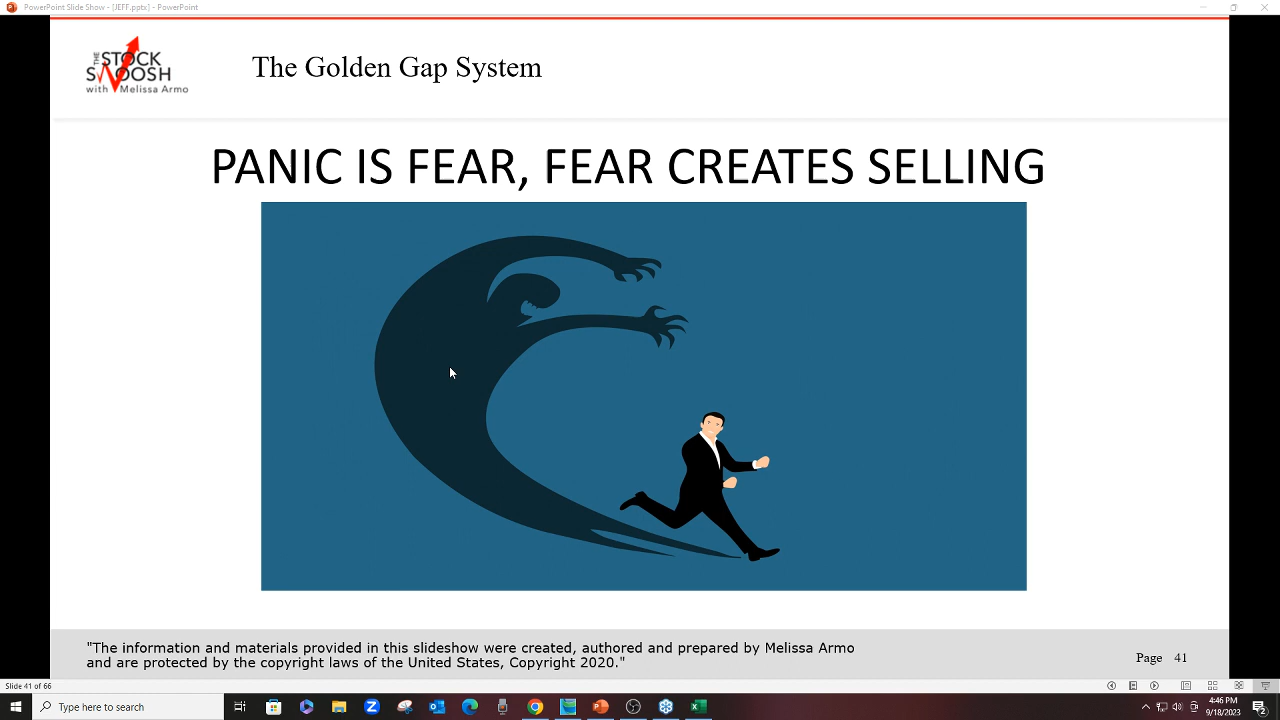 PowerPoint Slide Show - [JEFF.pptx] - PowerPoint
THE STOCK
SWOOSH
with Melissa Armo
The Golden Gap System
PANIC IS FEAR, FEAR CREATES SELLING
"The information and materials provided in this slideshow were created, authored and prepared by Melissa Armo
and are protected by the copyright laws of the United States, Copyright 2020."
Page 41
Slide 41 of 66
Type here to search
4:46 PM
9/18/2023
2